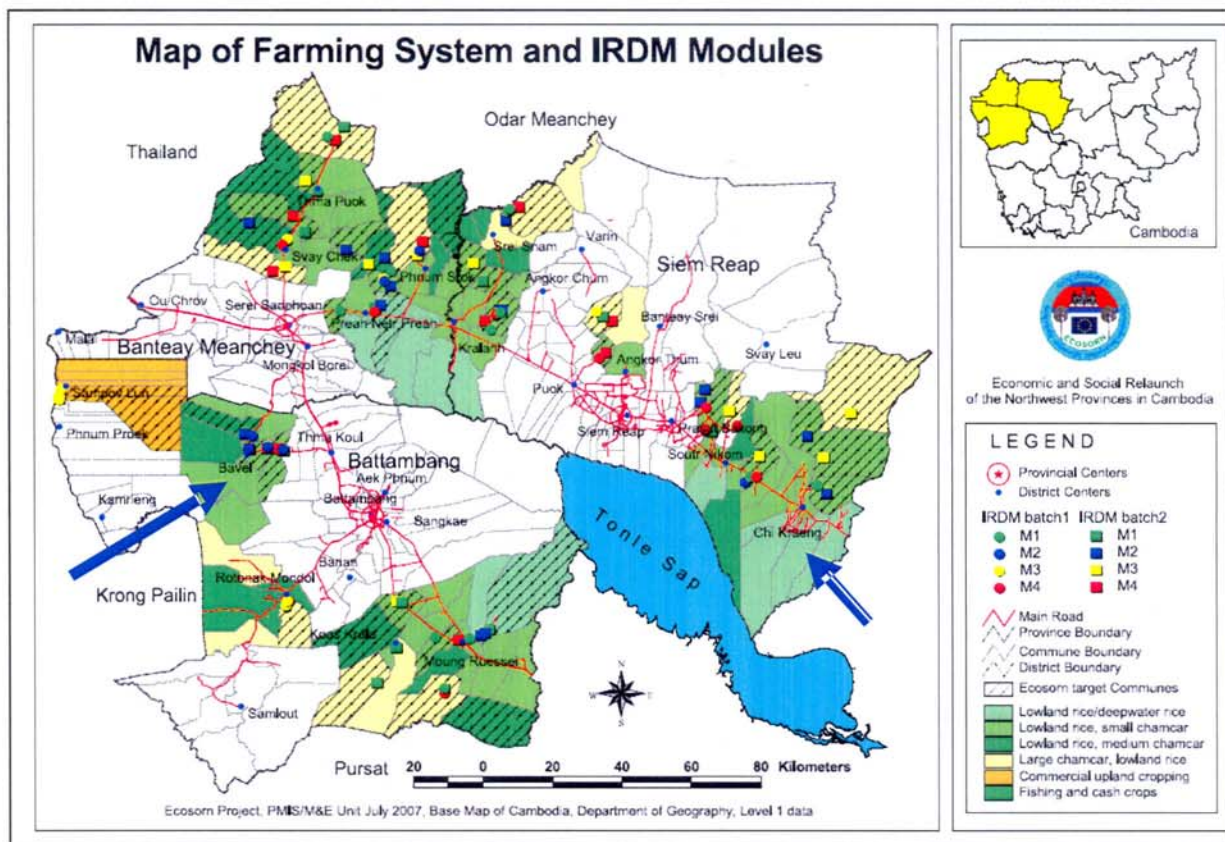 Map of Farming System and IRDM Modules
Odar Meanchey
Thailand
Thma Puok
Svay Chek
Srei Snam
Varin
Siem Reap
Phnum Srok
Angkor Chum
Ou Chrov
Serei Saophoan
Preah Netr Preah
Banteay Srei
Malai
Banteay Meanchey
Kralanh
Angkor Thum
Svay Leu
Mongkol Borei
Puok
Sampov Lun
Siem Reap
Prasat Bakong
Phnum Proek
Thma Koul
Soutr Nikom
Bavel
Battambang
Aek Phnum
Kamrieng
Battambang
Sangkae
Chi Kraeng
Tonle Sap
Banan
Rotonak Mondol
Krong Pailin
Koas Krala
Moung Ruessei
Samlout
N
W E
S
Pursat
20 0 20 40 60 80 Kilometers
Ecosorn Project, PMIS/M&E Unit July 2007, Base Map of Cambodia, Department of Geography, Level 1 data
Cambodia
ECOSORN
Economic and Social Relaunch
of the Northwest Provinces in Cambodia
LEGEND
Provincial Centers
District Centers
IRDM batch1 IRDM batch2
M1 M1
M2 M2
M3 M3
M4 M4
Main Road
Province Boundary
Commune Boundary
District Boundary
Ecosorn target Communes
Lowland rice/deepwater rice
Lowland rice, small chamcar
Lowland rice, medium chamcar
Large chamcar, lowland rice
Commercial upland cropping
Fishing and cash crops